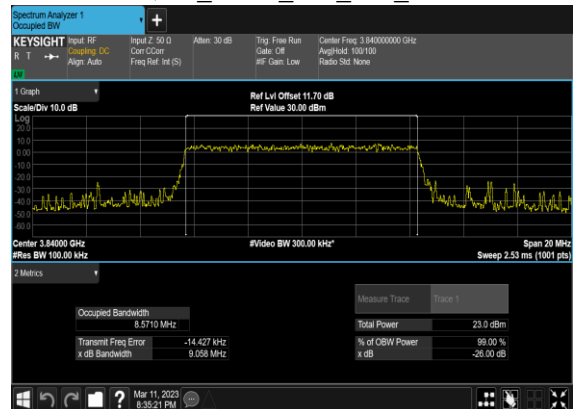 Spectrum Analyzer 1
Occupied BW
KEYSIGHT Input: RF Input Z: 50 Ω Atten: 30 dB Trig: Free Run Center Freq: 3.840000000 GHz
R T Coupling: DC Corr CCorr Gate: Off Avg|Hold: 100/100
Align: Auto Freq Ref: Int (S) #IF Gain: Low Radio Std: None
1 Graph
Ref Lvl Offset 11.70 dB
Scale/Div 10.0 dB Ref Value 30.00 dBm
Log
20.0
10.0
0.00
-10.0
-20.0
-30.0
-40.0
-50.0
-60.0
Center 3.84000 GHz #Video BW 300.00 kHz* Span 20 MHz
#Res BW 100.00 kHz Sweep 2.53 ms (1001 pts)
2 Metrics
Measure Trace Trace 1
Occupied Bandwidth
8.5710 MHz Total Power 23.0 dBm
Transmit Freq Error -14.427 kHz % of OBW Power 99.00 %
x dB Bandwidth 9.058 MHz x dB -26.00 dB
? Mar 11, 2023
8:35:21 PM